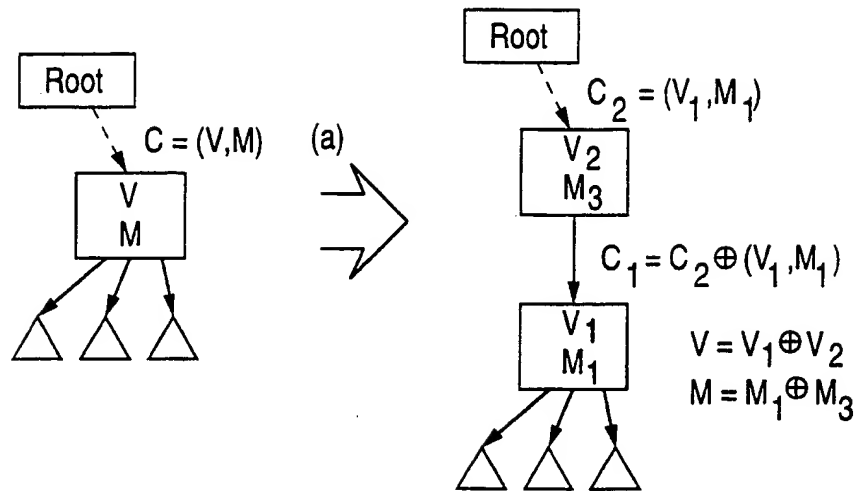 Root
C = (V,M)
V
M
(a)
Root
C₂ = (V₁,M₁)
V₂
M₃
C₁ = C₂ ⊕ (V₁,M₁)
V₁
M₁
V = V₁ ⊕ V₂
M = M₁ ⊕ M₃